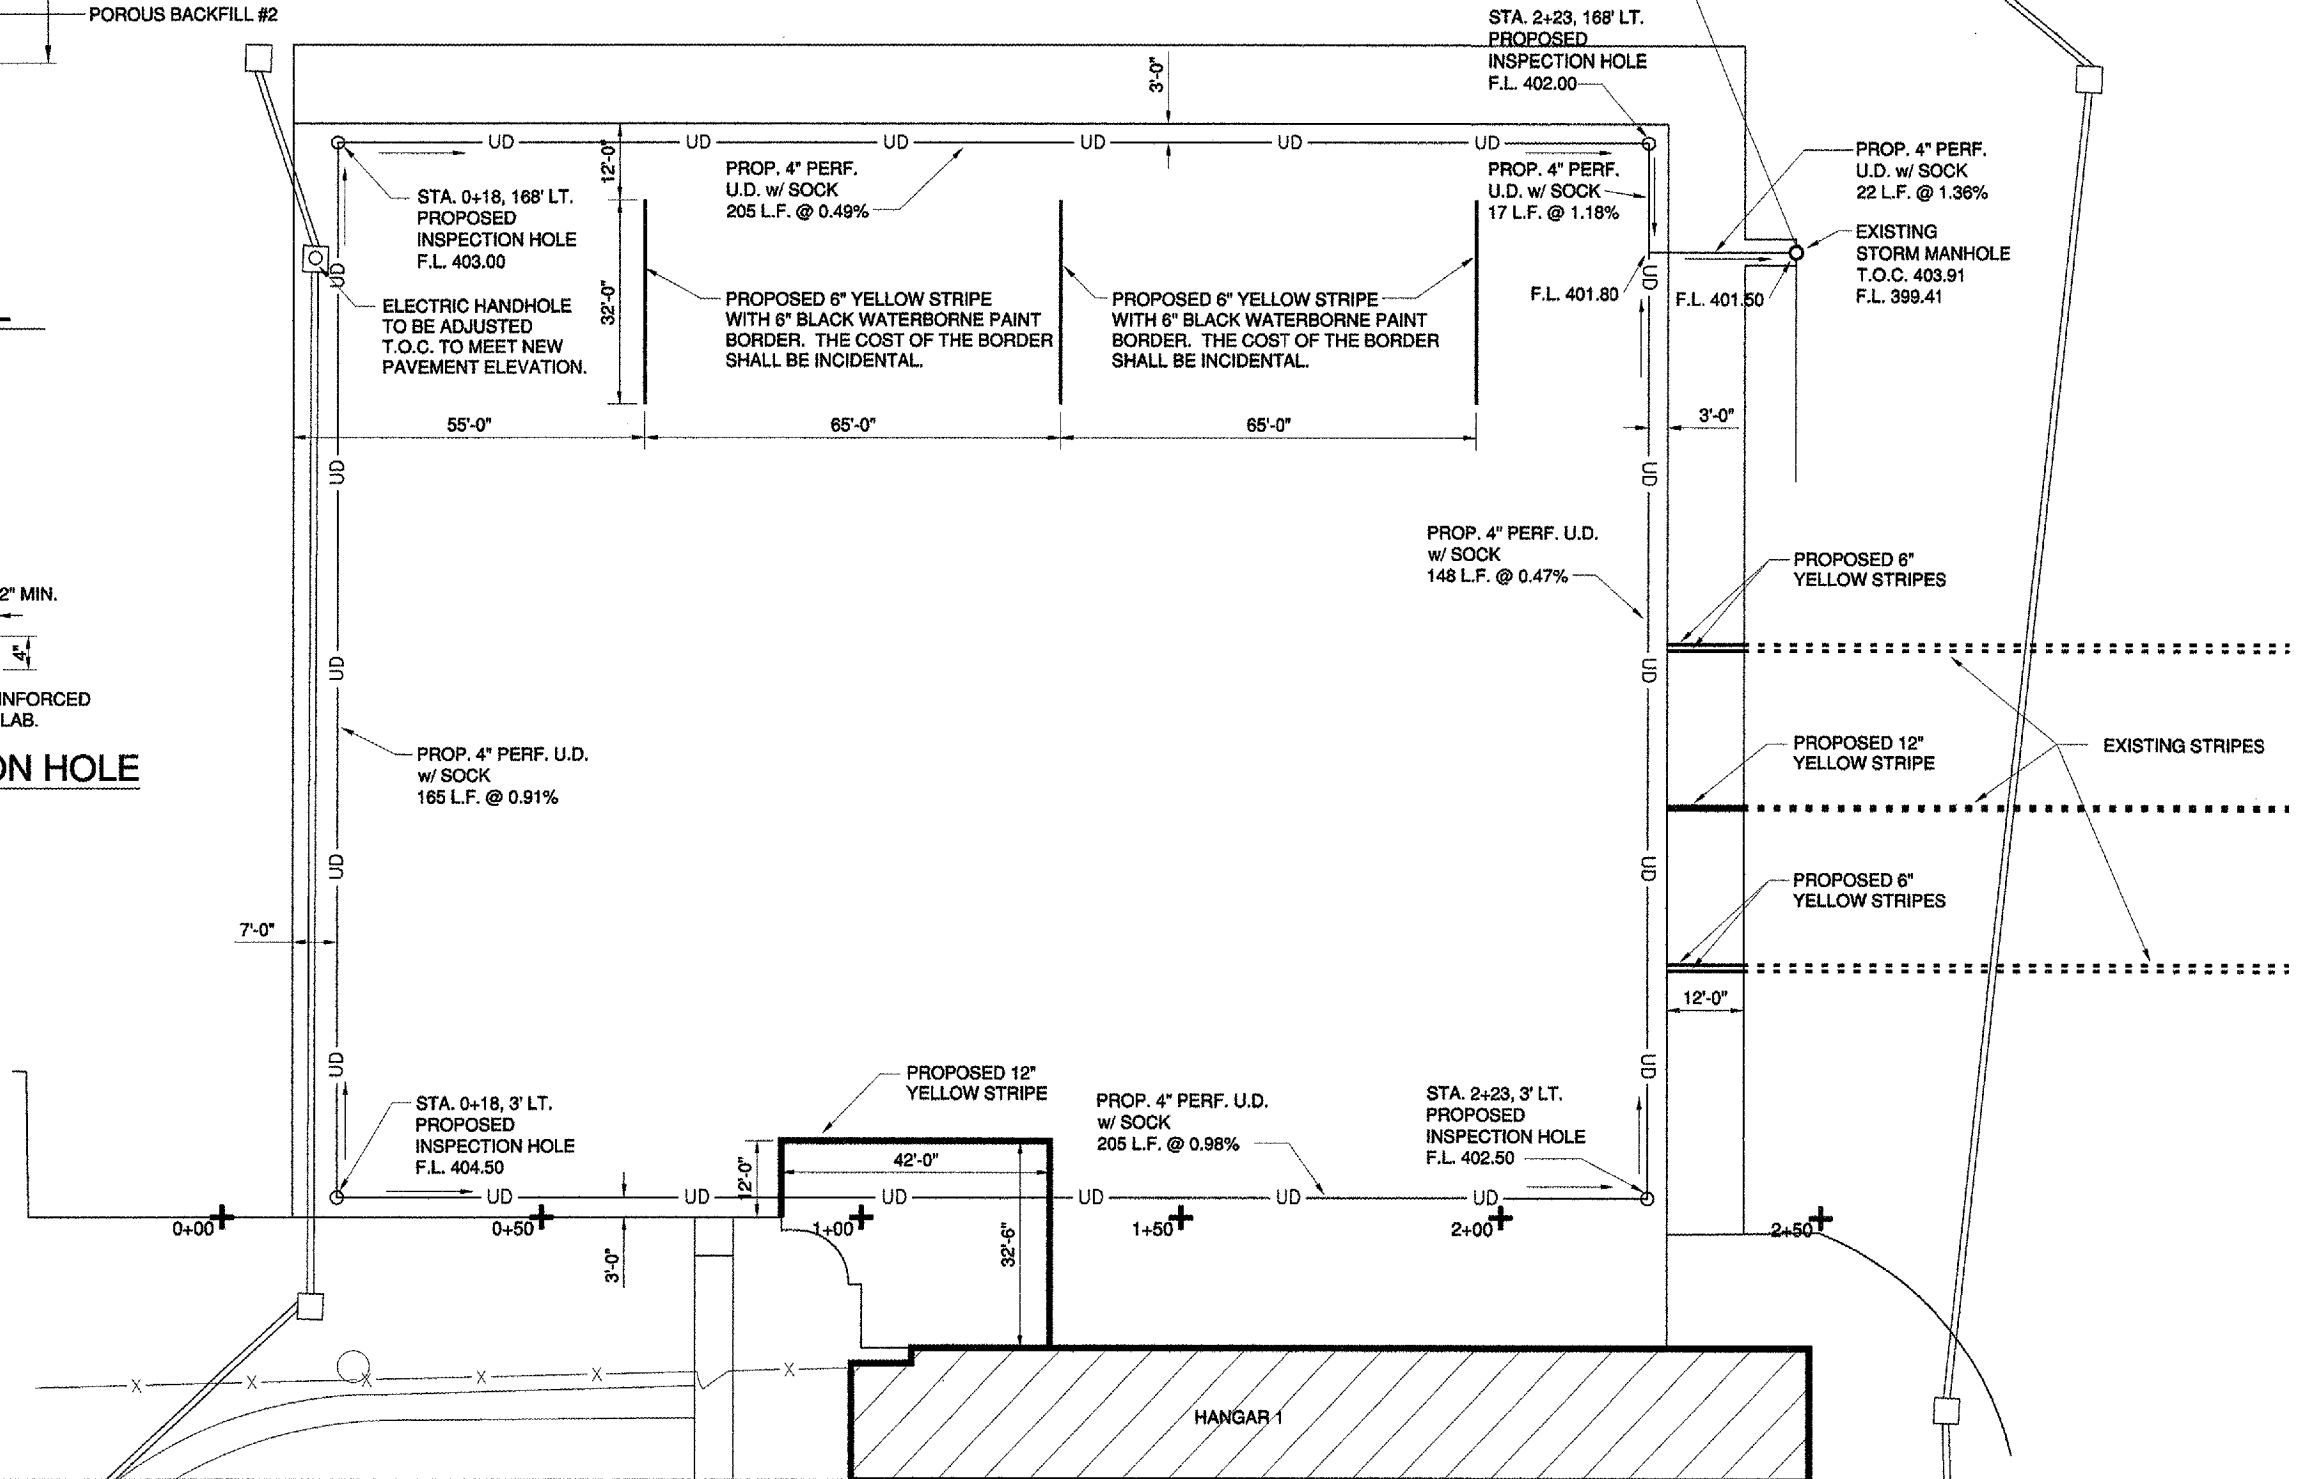 POROUS BACKFILL #2
STA. 2+23, 168' LT.
PROPOSED
INSPECTION HOLE
F.L. 402.00
3'-0"
UD
UD
UD
UD
UD
UD
12'-0"
PROP. 4" PERF.
U.D. w/ SOCK
205 L.F. @ 0.49%
PROP. 4" PERF.
U.D. w/ SOCK
17 L.F. @ 1.18%
PROP. 4" PERF.
U.D. w/ SOCK
22 L.F. @ 1.36%
STA. 0+18, 168' LT.
PROPOSED
INSPECTION HOLE
F.L. 403.00
EXISTING
STORM MANHOLE
T.O.C. 403.91
F.L. 399.41
UD
UD
F.L. 401.80
F.L. 401.50
ELECTRIC HANDHOLE
TO BE ADJUSTED
T.O.C. TO MEET NEW
PAVEMENT ELEVATION.
32'-0"
PROPOSED 6" YELLOW STRIPE
WITH 6" BLACK WATERBORNE PAINT
BORDER. THE COST OF THE BORDER
SHALL BE INCIDENTAL.
PROPOSED 6" YELLOW STRIPE
WITH 6" BLACK WATERBORNE PAINT
BORDER. THE COST OF THE BORDER
SHALL BE INCIDENTAL.
55'-0"
65'-0"
65'-0"
3'-0"
UD
UD
PROP. 4" PERF. U.D.
w/ SOCK
148 L.F. @ 0.47%
PROPOSED 6"
YELLOW STRIPES
2" MIN.
4"
UD
UD
INFORCED
LAB.
ON HOLE
PROP. 4" PERF. U.D.
w/ SOCK
165 L.F. @ 0.91%
PROPOSED 12"
YELLOW STRIPE
EXISTING STRIPES
UD
UD
PROPOSED 6"
YELLOW STRIPES
7'-0"
12'-0"
UD
UD
PROPOSED 12"
YELLOW STRIPE
STA. 0+18, 3' LT.
PROPOSED
INSPECTION HOLE
F.L. 404.50
PROP. 4" PERF. U.D.
w/ SOCK
205 L.F. @ 0.98%
STA. 2+23, 3' LT.
PROPOSED
INSPECTION HOLE
F.L. 402.50
12'-0"
42'-0"
UD
UD
UD
UD
UD
UD
0+00
0+50
1+00
1+50
2+00
2+50
3'-0"
32'-6"
X
X
X
X
X
X
HANGAR 1